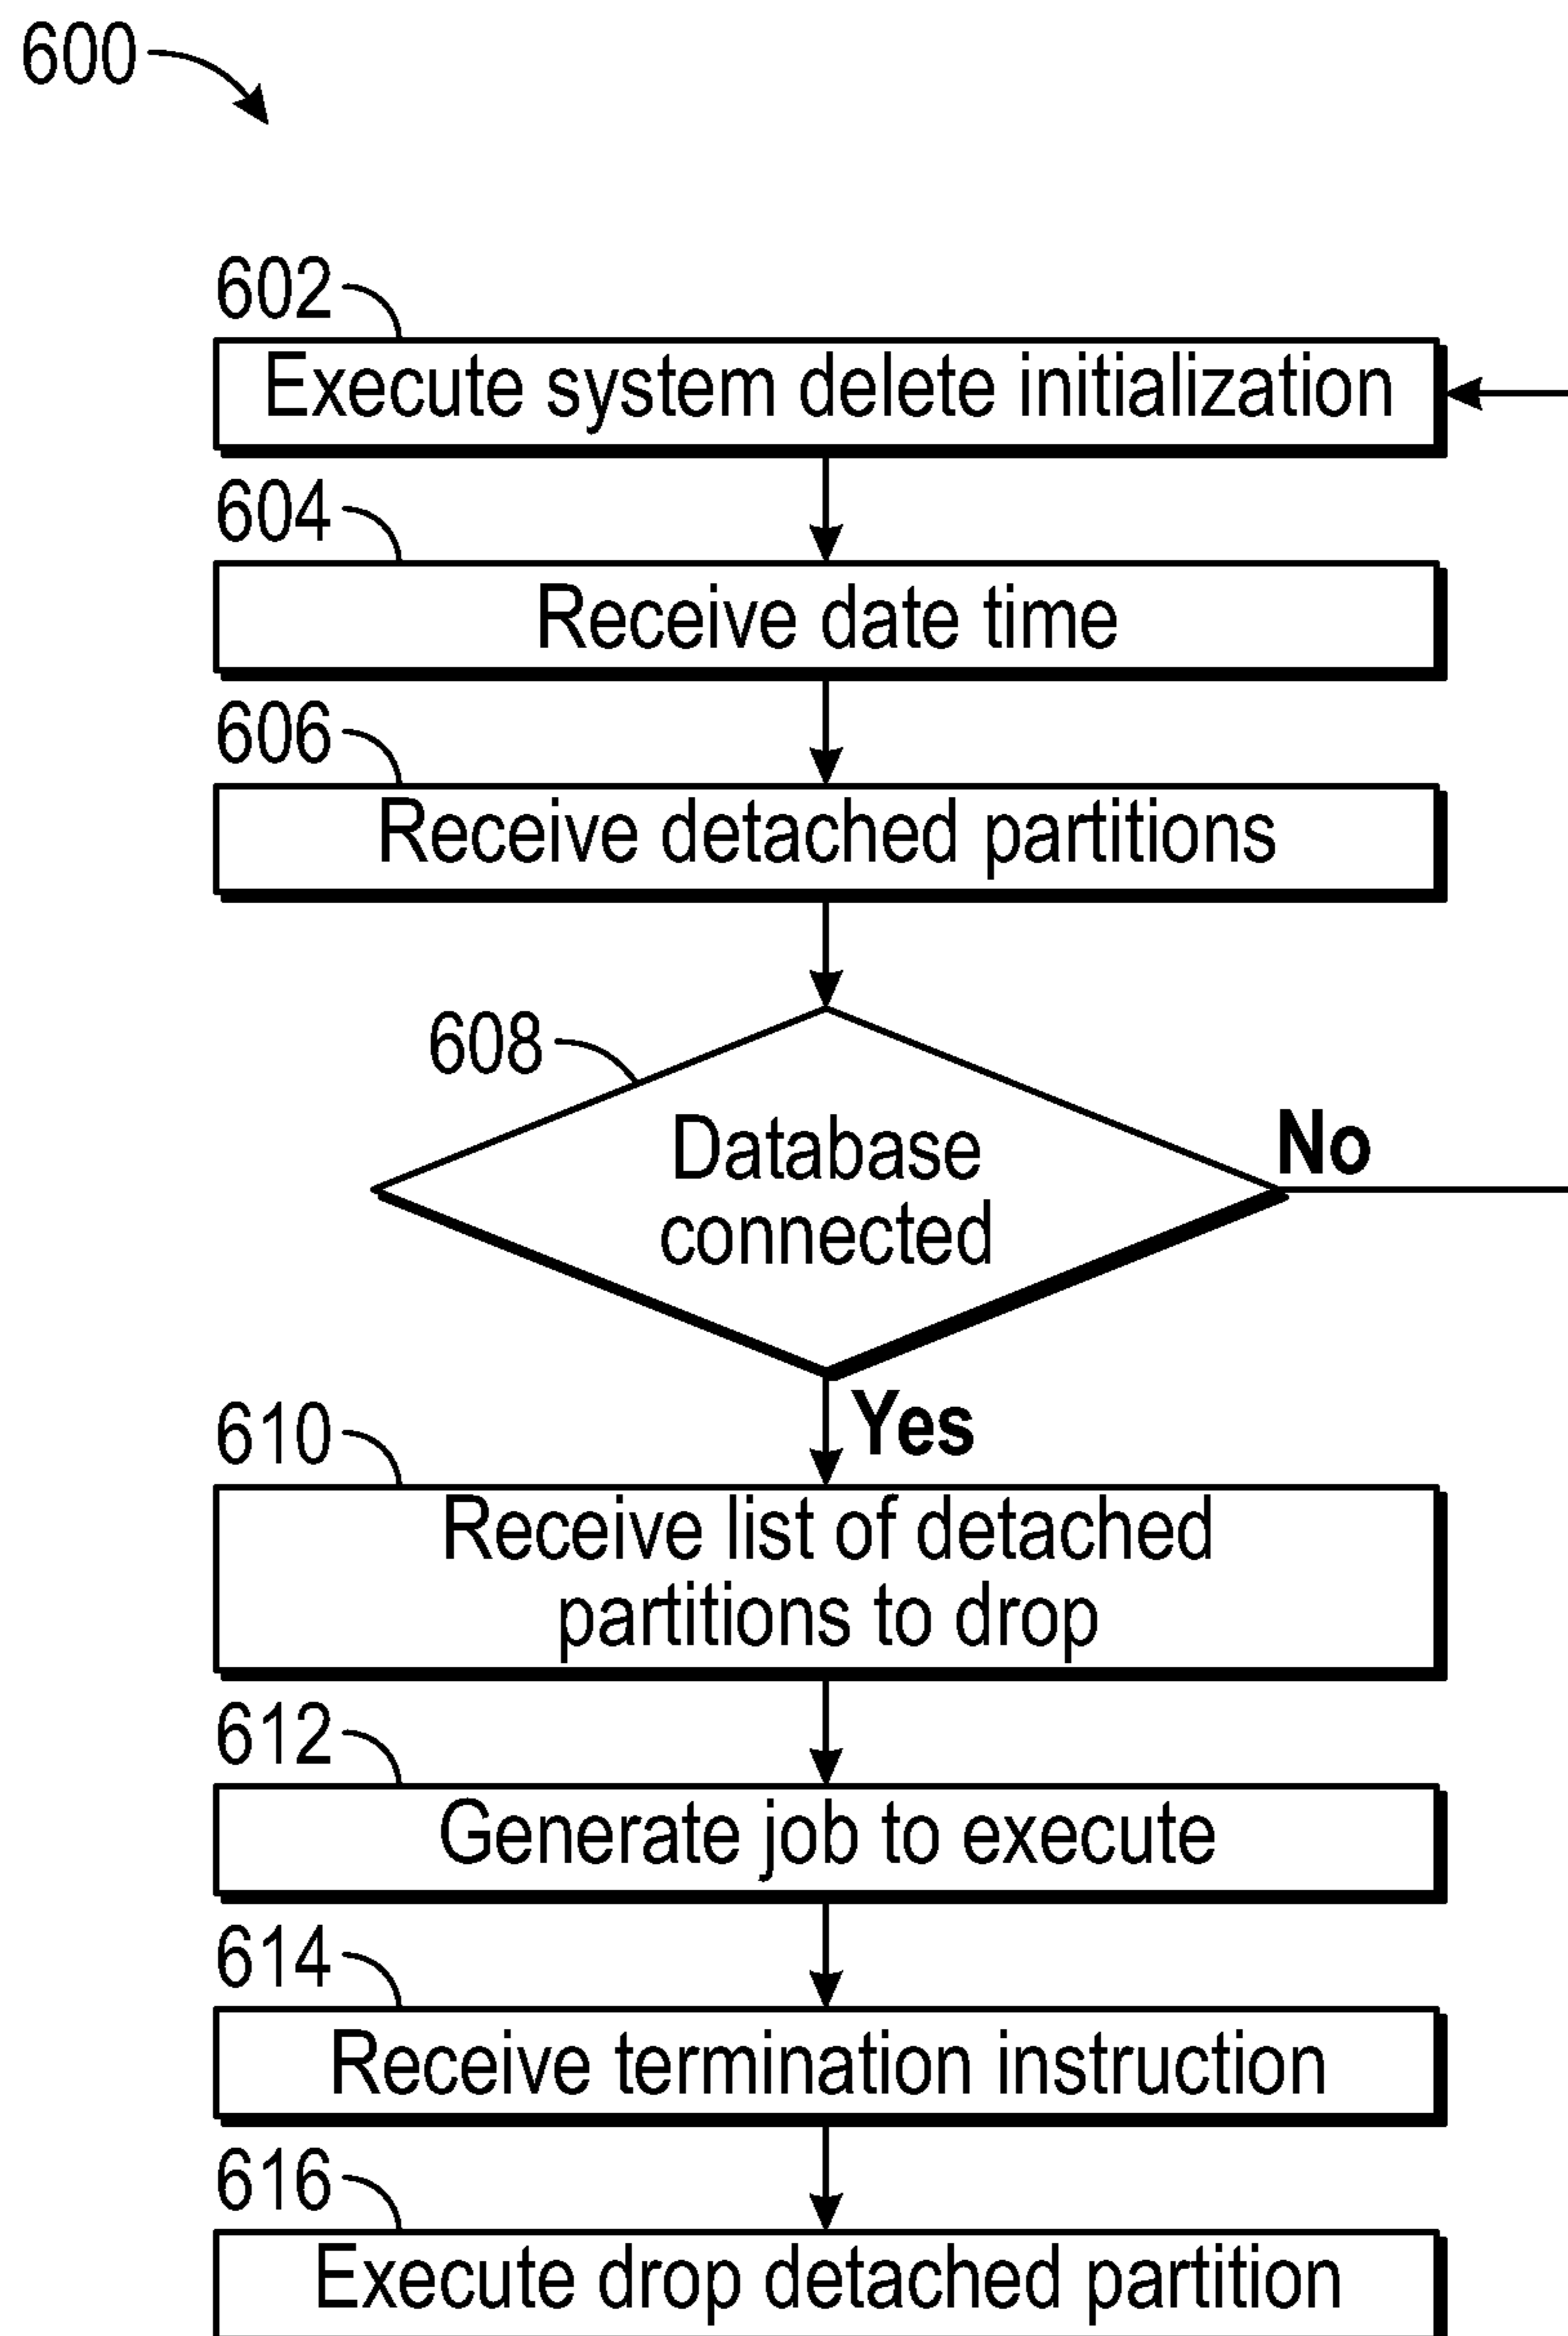 600
602
Execute system delete initialization
604
Receive date time
606
Receive detached partitions
608
Database
connected
No
Yes
610
Receive list of detached
partitions to drop
612
Generate job to execute
614
Receive termination instruction
616
Execute drop detached partition